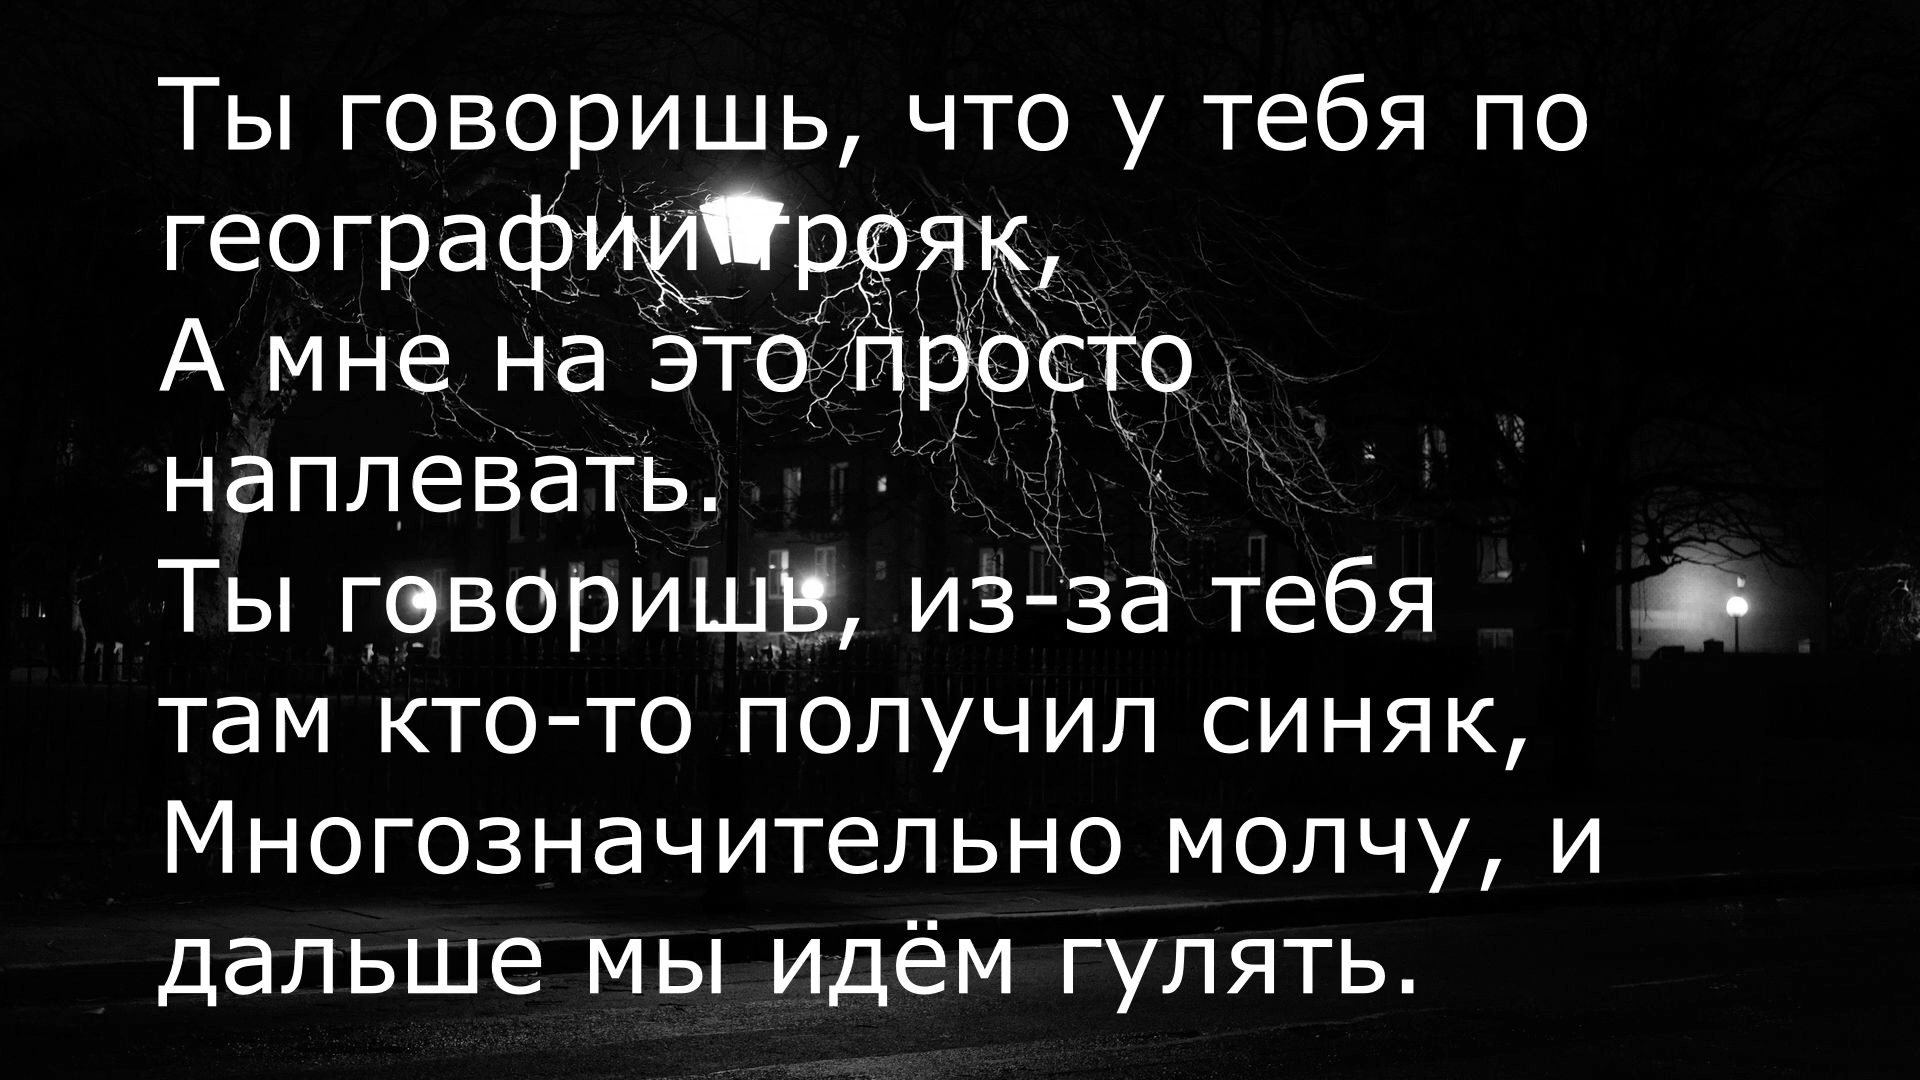 Ты говоришь, что у тебя по
географии трояк,
А мне на это просто
наплевать.
Ты говоришь, из-за тебя
там кто-то получил синяк,
Многозначительно молчу, и
дальше мы идём гулять.